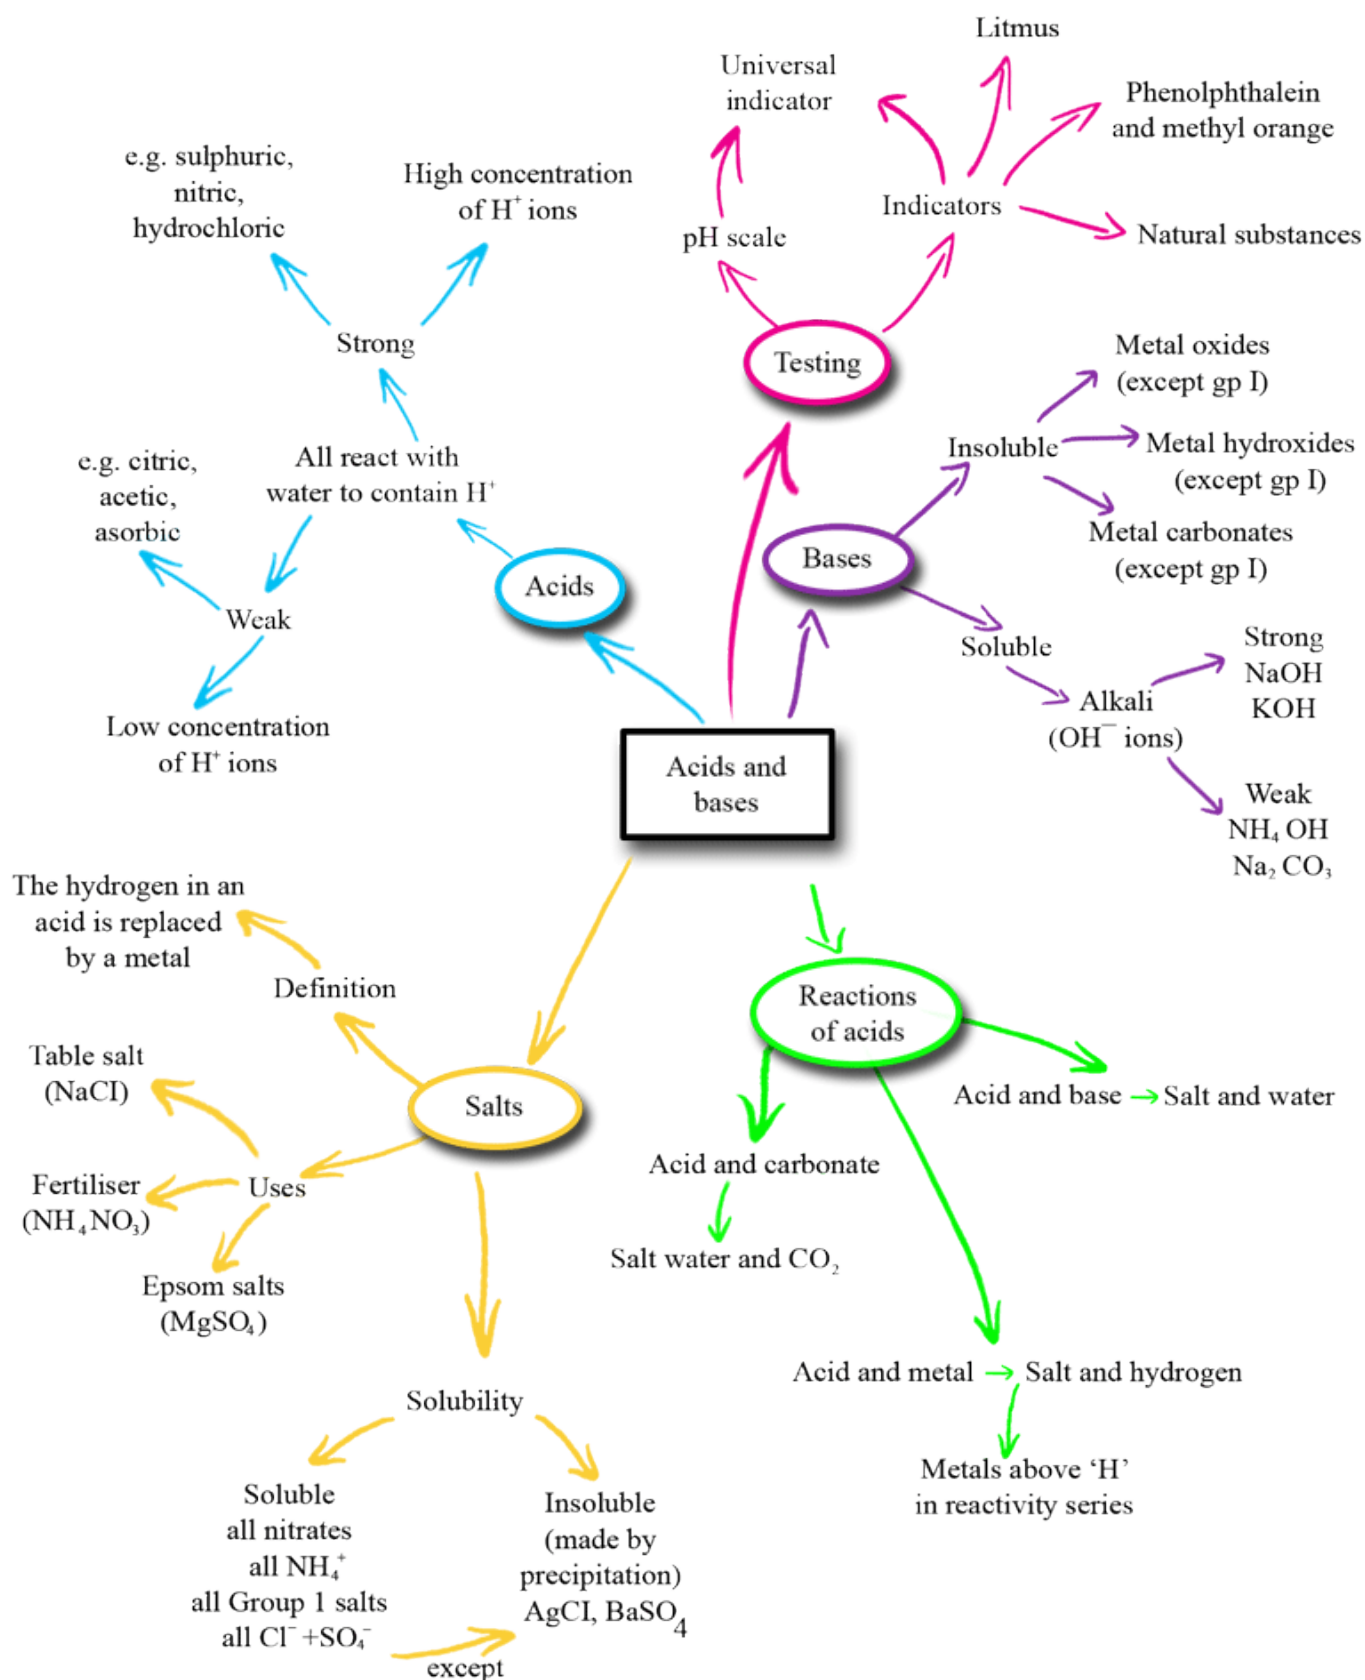 Litmus
Universal
indicator
Phenolphthalein
and methyl orange
Indicators
Natural substances
pH scale
Testing
e.g. sulphuric,
nitric,
hydrochloric
High concentration
of H⁺ ions
Strong
All react with
water to contain H⁺
e.g. citric,
acetic,
asorbic
Acids
Weak
Low concentration
of H⁺ ions
Metal oxides
(except gp I)
Insoluble
Metal hydroxides
(except gp I)
Metal carbonates
(except gp I)
Bases
Soluble
Alkali
(OH⁻ ions)
Strong
NaOH
KOH
Weak
NH₄ OH
Na₂ CO₃
Acids and
bases
The hydrogen in an
acid is replaced
by a metal
Definition
Table salt
(NaCI)
Salts
Fertiliser
(NH₄NO₃)
Uses
Epsom salts
(MgSO₄)
Solubility
Soluble
all nitrates
all NH₄⁺
all Group 1 salts
all Cl⁻ +SO₄⁻
except
Insoluble
(made by
precipitation)
AgCI, BaSO₄
Reactions
of acids
Acid and base → Salt and water
Acid and carbonate
Salt water and CO₂
Acid and metal → Salt and hydrogen
Metals above ‘H’
in reactivity series